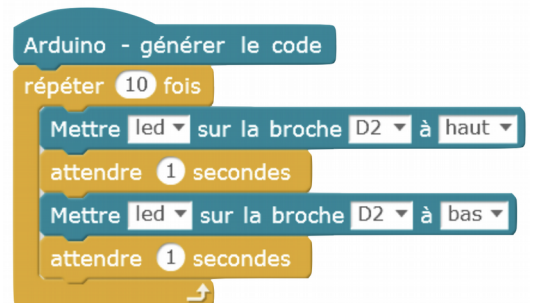 Arduino - générer le code
répéter 10 fois
Mettre led sur la broche D2 à haut
attendre 1 secondes
Mettre led sur la broche D2 à bas
attendre 1 secondes